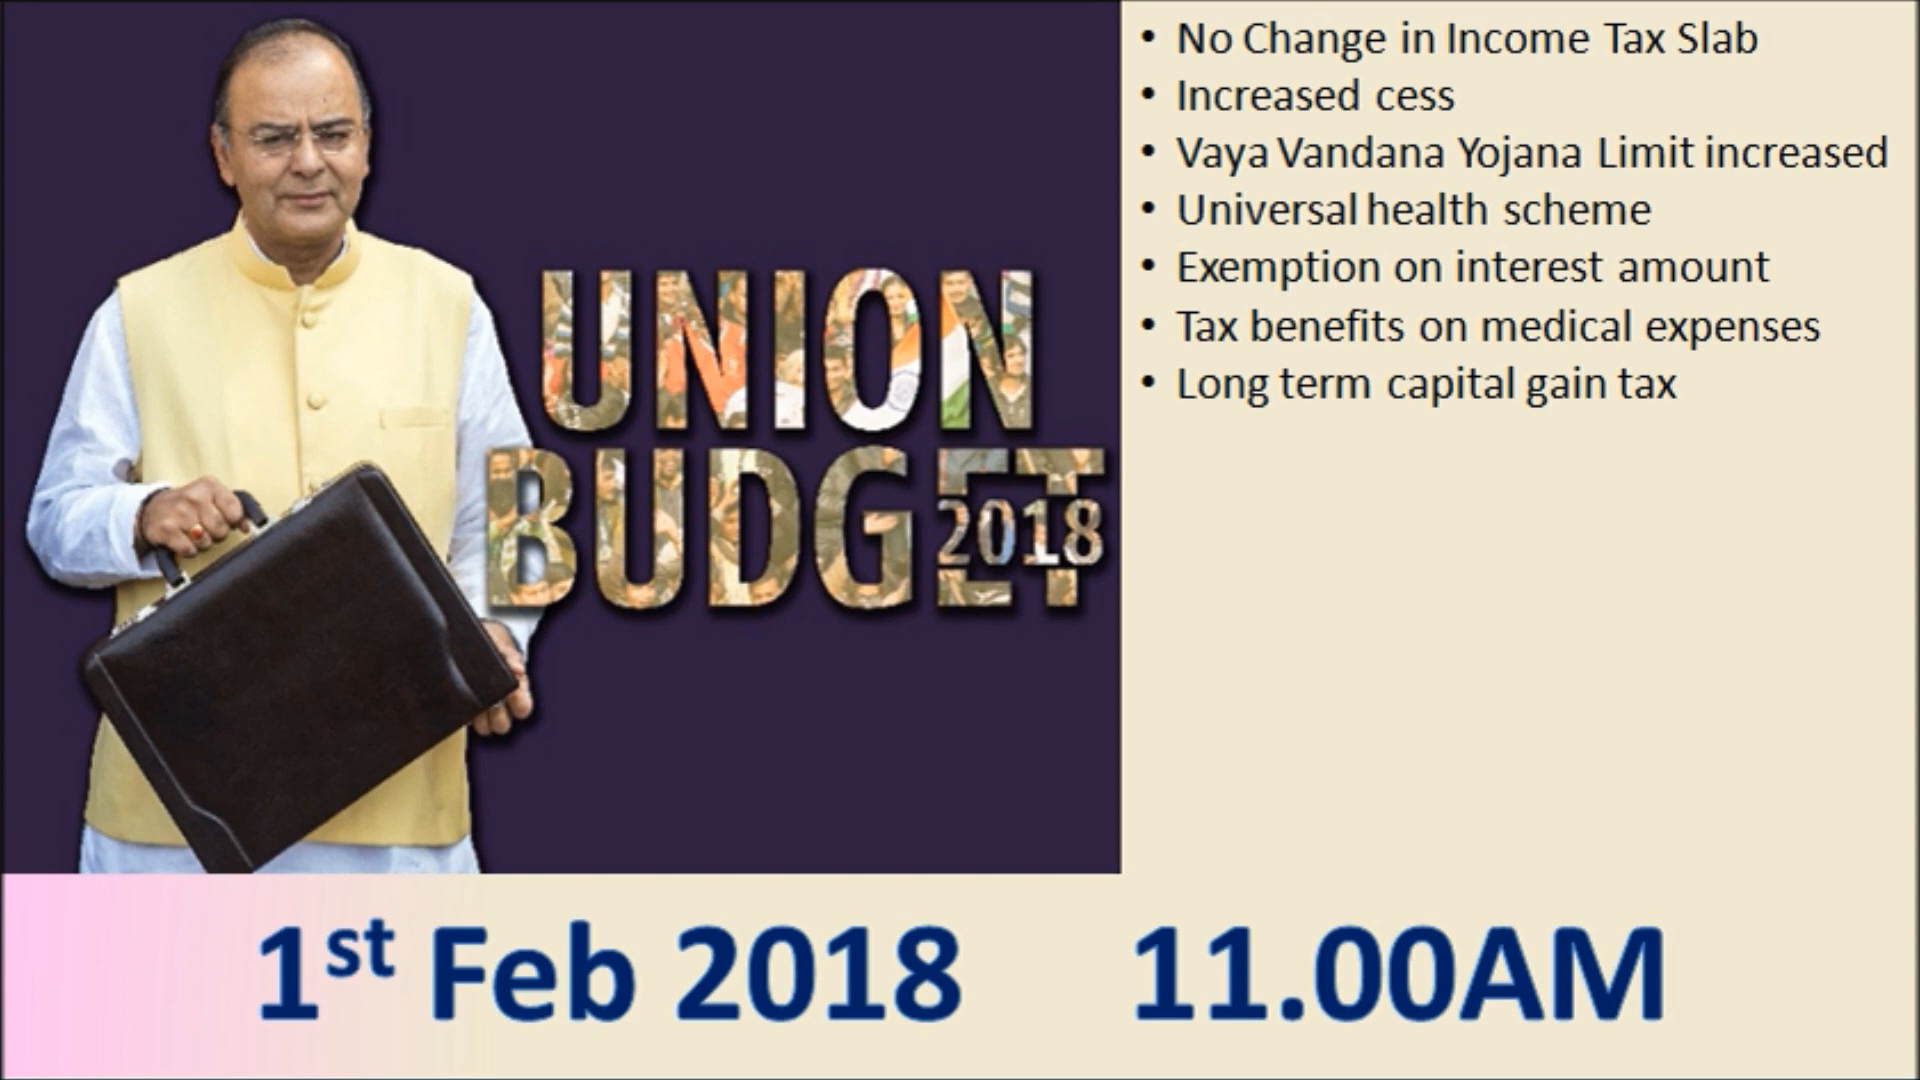 UNION
BUDGET
2018
• No Change in Income Tax Slab
• Increased cess
• Vaya Vandana Yojana Limit increased
• Universal health scheme
• Exemption on interest amount
• Tax benefits on medical expenses
• Long term capital gain tax
1st Feb 2018 11.00AM